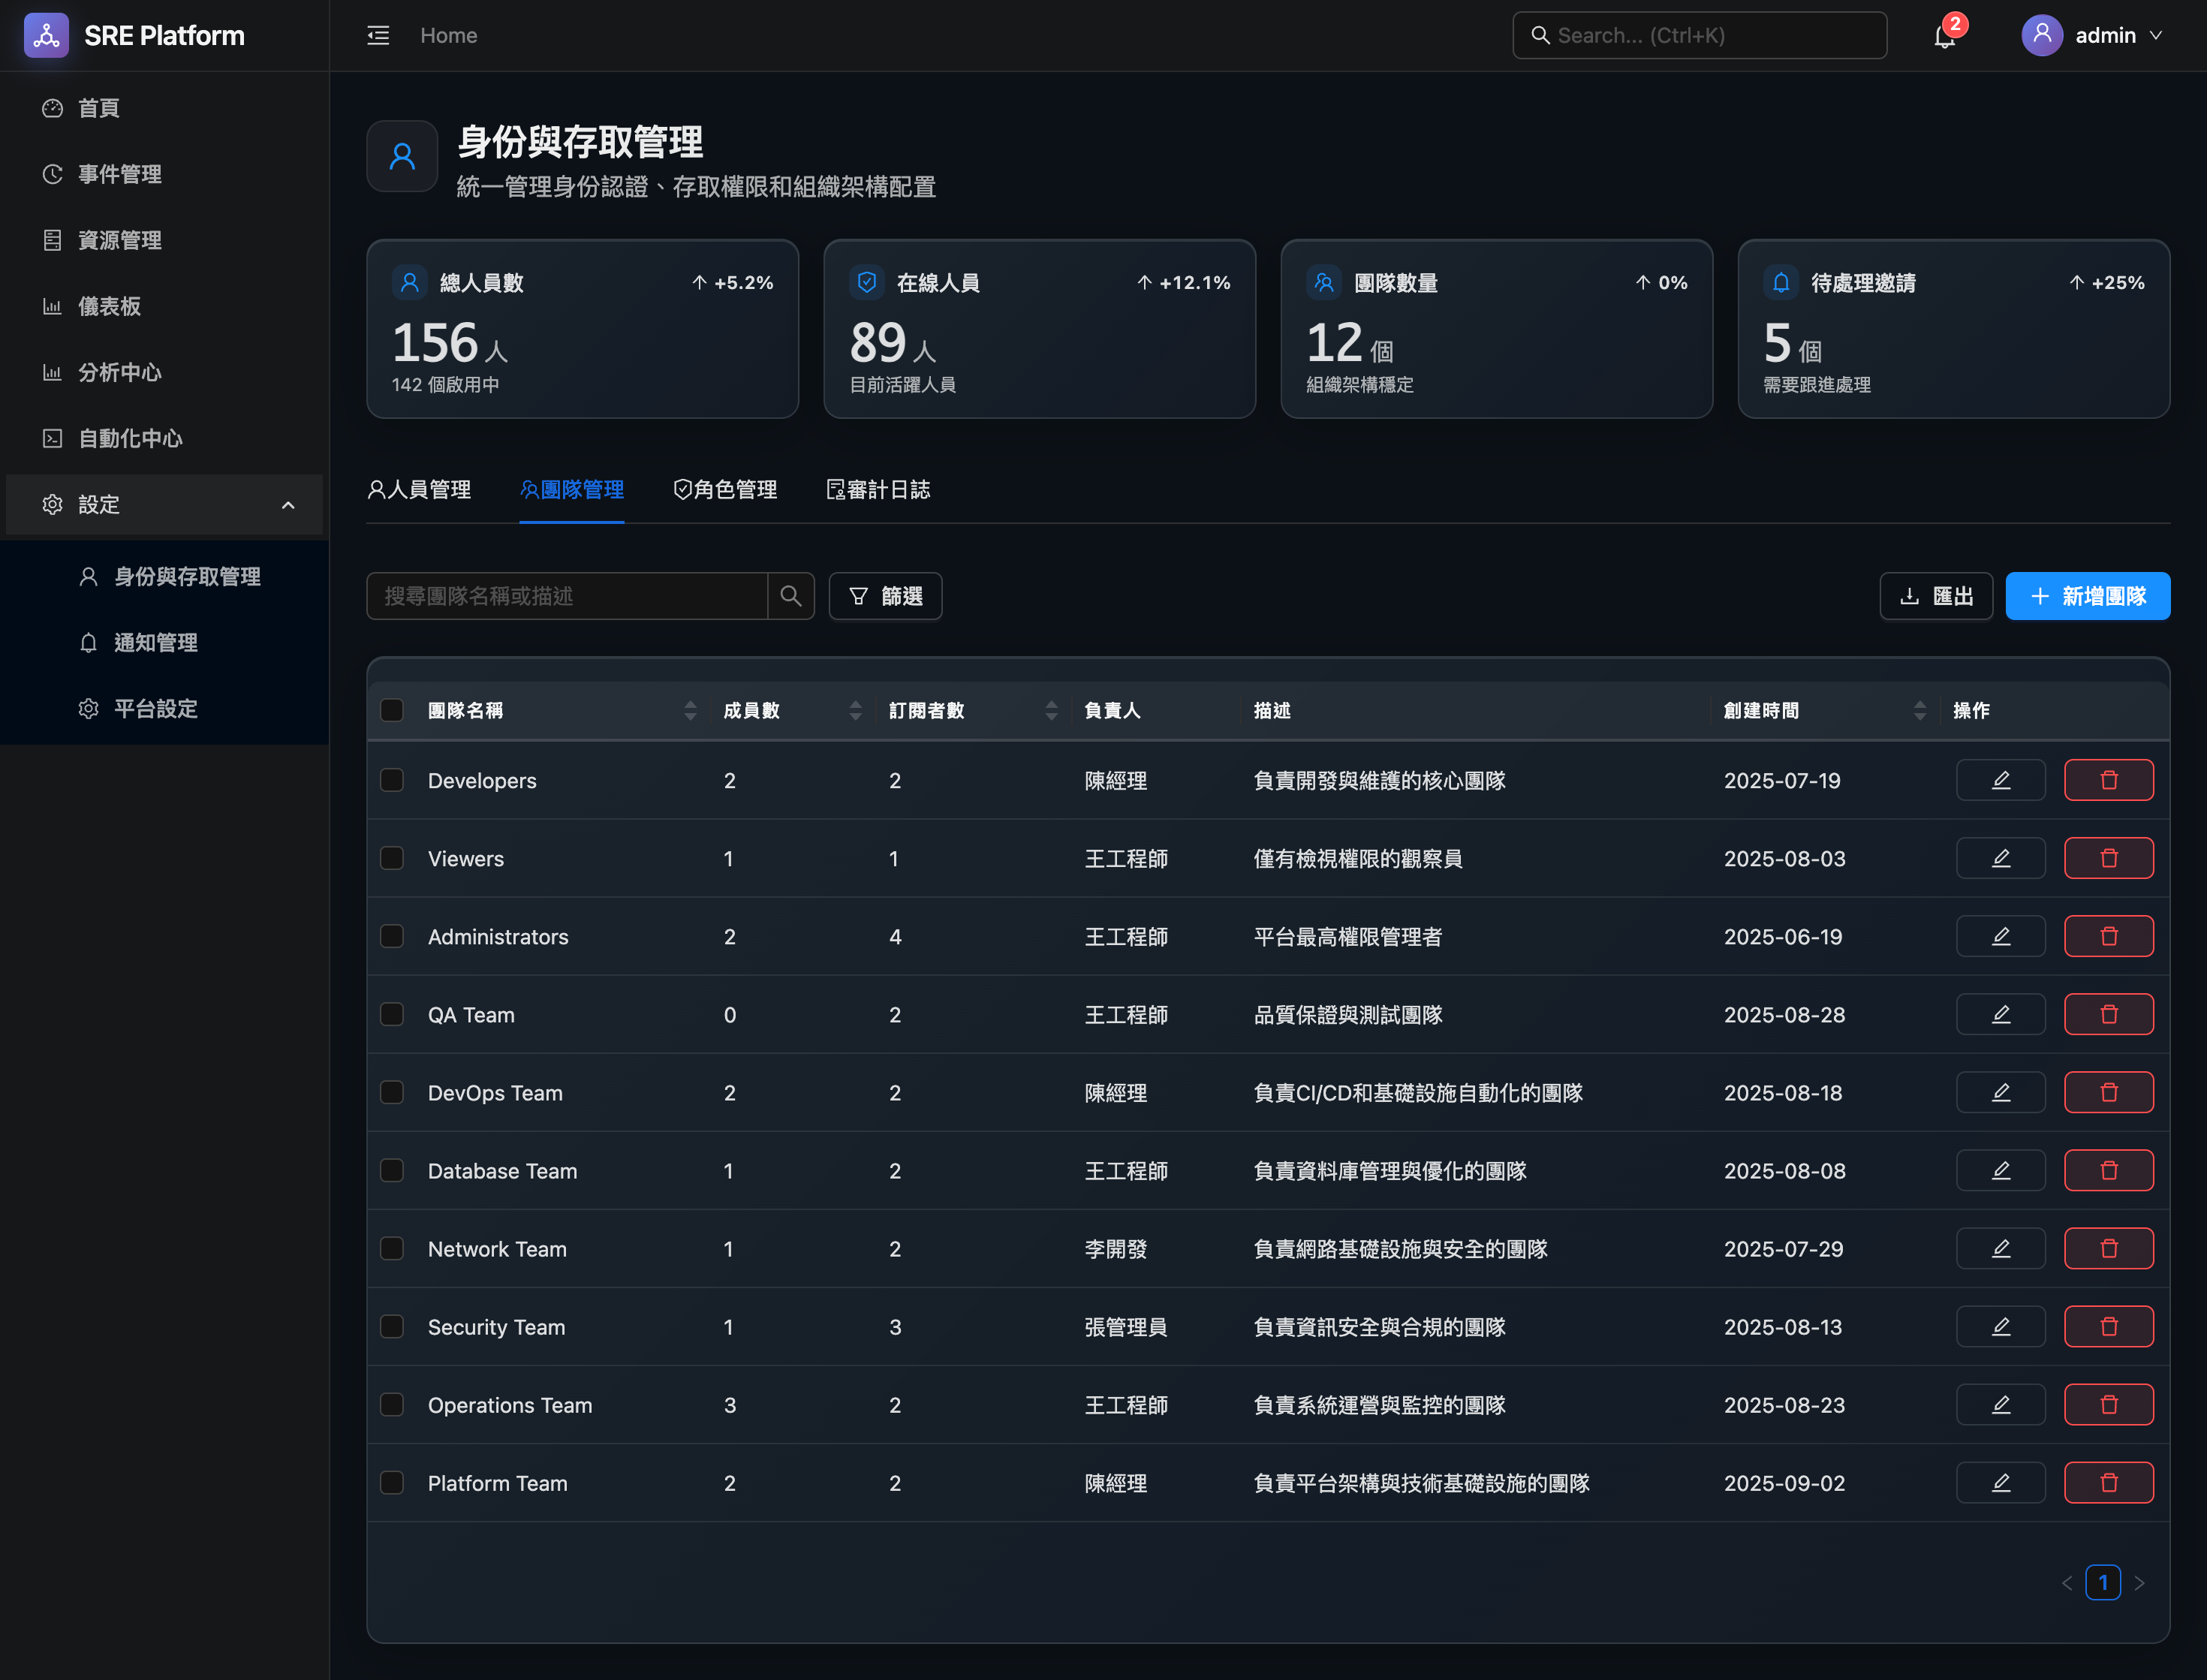 SRE Platform
Home
Search... (Ctrl+K)
2
admin
首頁
事件管理
資源管理
儀表板
分析中心
自動化中心
設定
身份與存取管理
通知管理
平台設定
身份與存取管理
統一管理身份認證、存取權限和組織架構配置
總人員數 +5.2%
156 人
142 個啟用中
在線人員 +12.1%
89 人
目前活躍人員
團隊數量 0%
12 個
組織架構穩定
待處理邀請 +25%
5 個
需要跟進處理
人員管理 團隊管理 角色管理 審計日誌
搜尋團隊名稱或描述 篩選 匯出 新增團隊
團隊名稱 成員數 訂閱者數 負責人 描述 創建時間 操作
Developers 2 2 陳經理 負責開發與維護的核心團隊 2025-07-19
Viewers 1 1 王工程師 僅有檢視權限的觀察員 2025-08-03
Administrators 2 4 王工程師 平台最高權限管理者 2025-06-19
QA Team 0 2 王工程師 品質保證與測試團隊 2025-08-28
DevOps Team 2 2 陳經理 負責CI/CD和基礎設施自動化的團隊 2025-08-18
Database Team 1 2 王工程師 負責資料庫管理與優化的團隊 2025-08-08
Network Team 1 2 李開發 負責網路基礎設施與安全的團隊 2025-07-29
Security Team 1 3 張管理員 負責資訊安全與合規的團隊 2025-08-13
Operations Team 3 2 王工程師 負責系統運營與監控的團隊 2025-08-23
Platform Team 2 2 陳經理 負責平台架構與技術基礎設施的團隊 2025-09-02
1